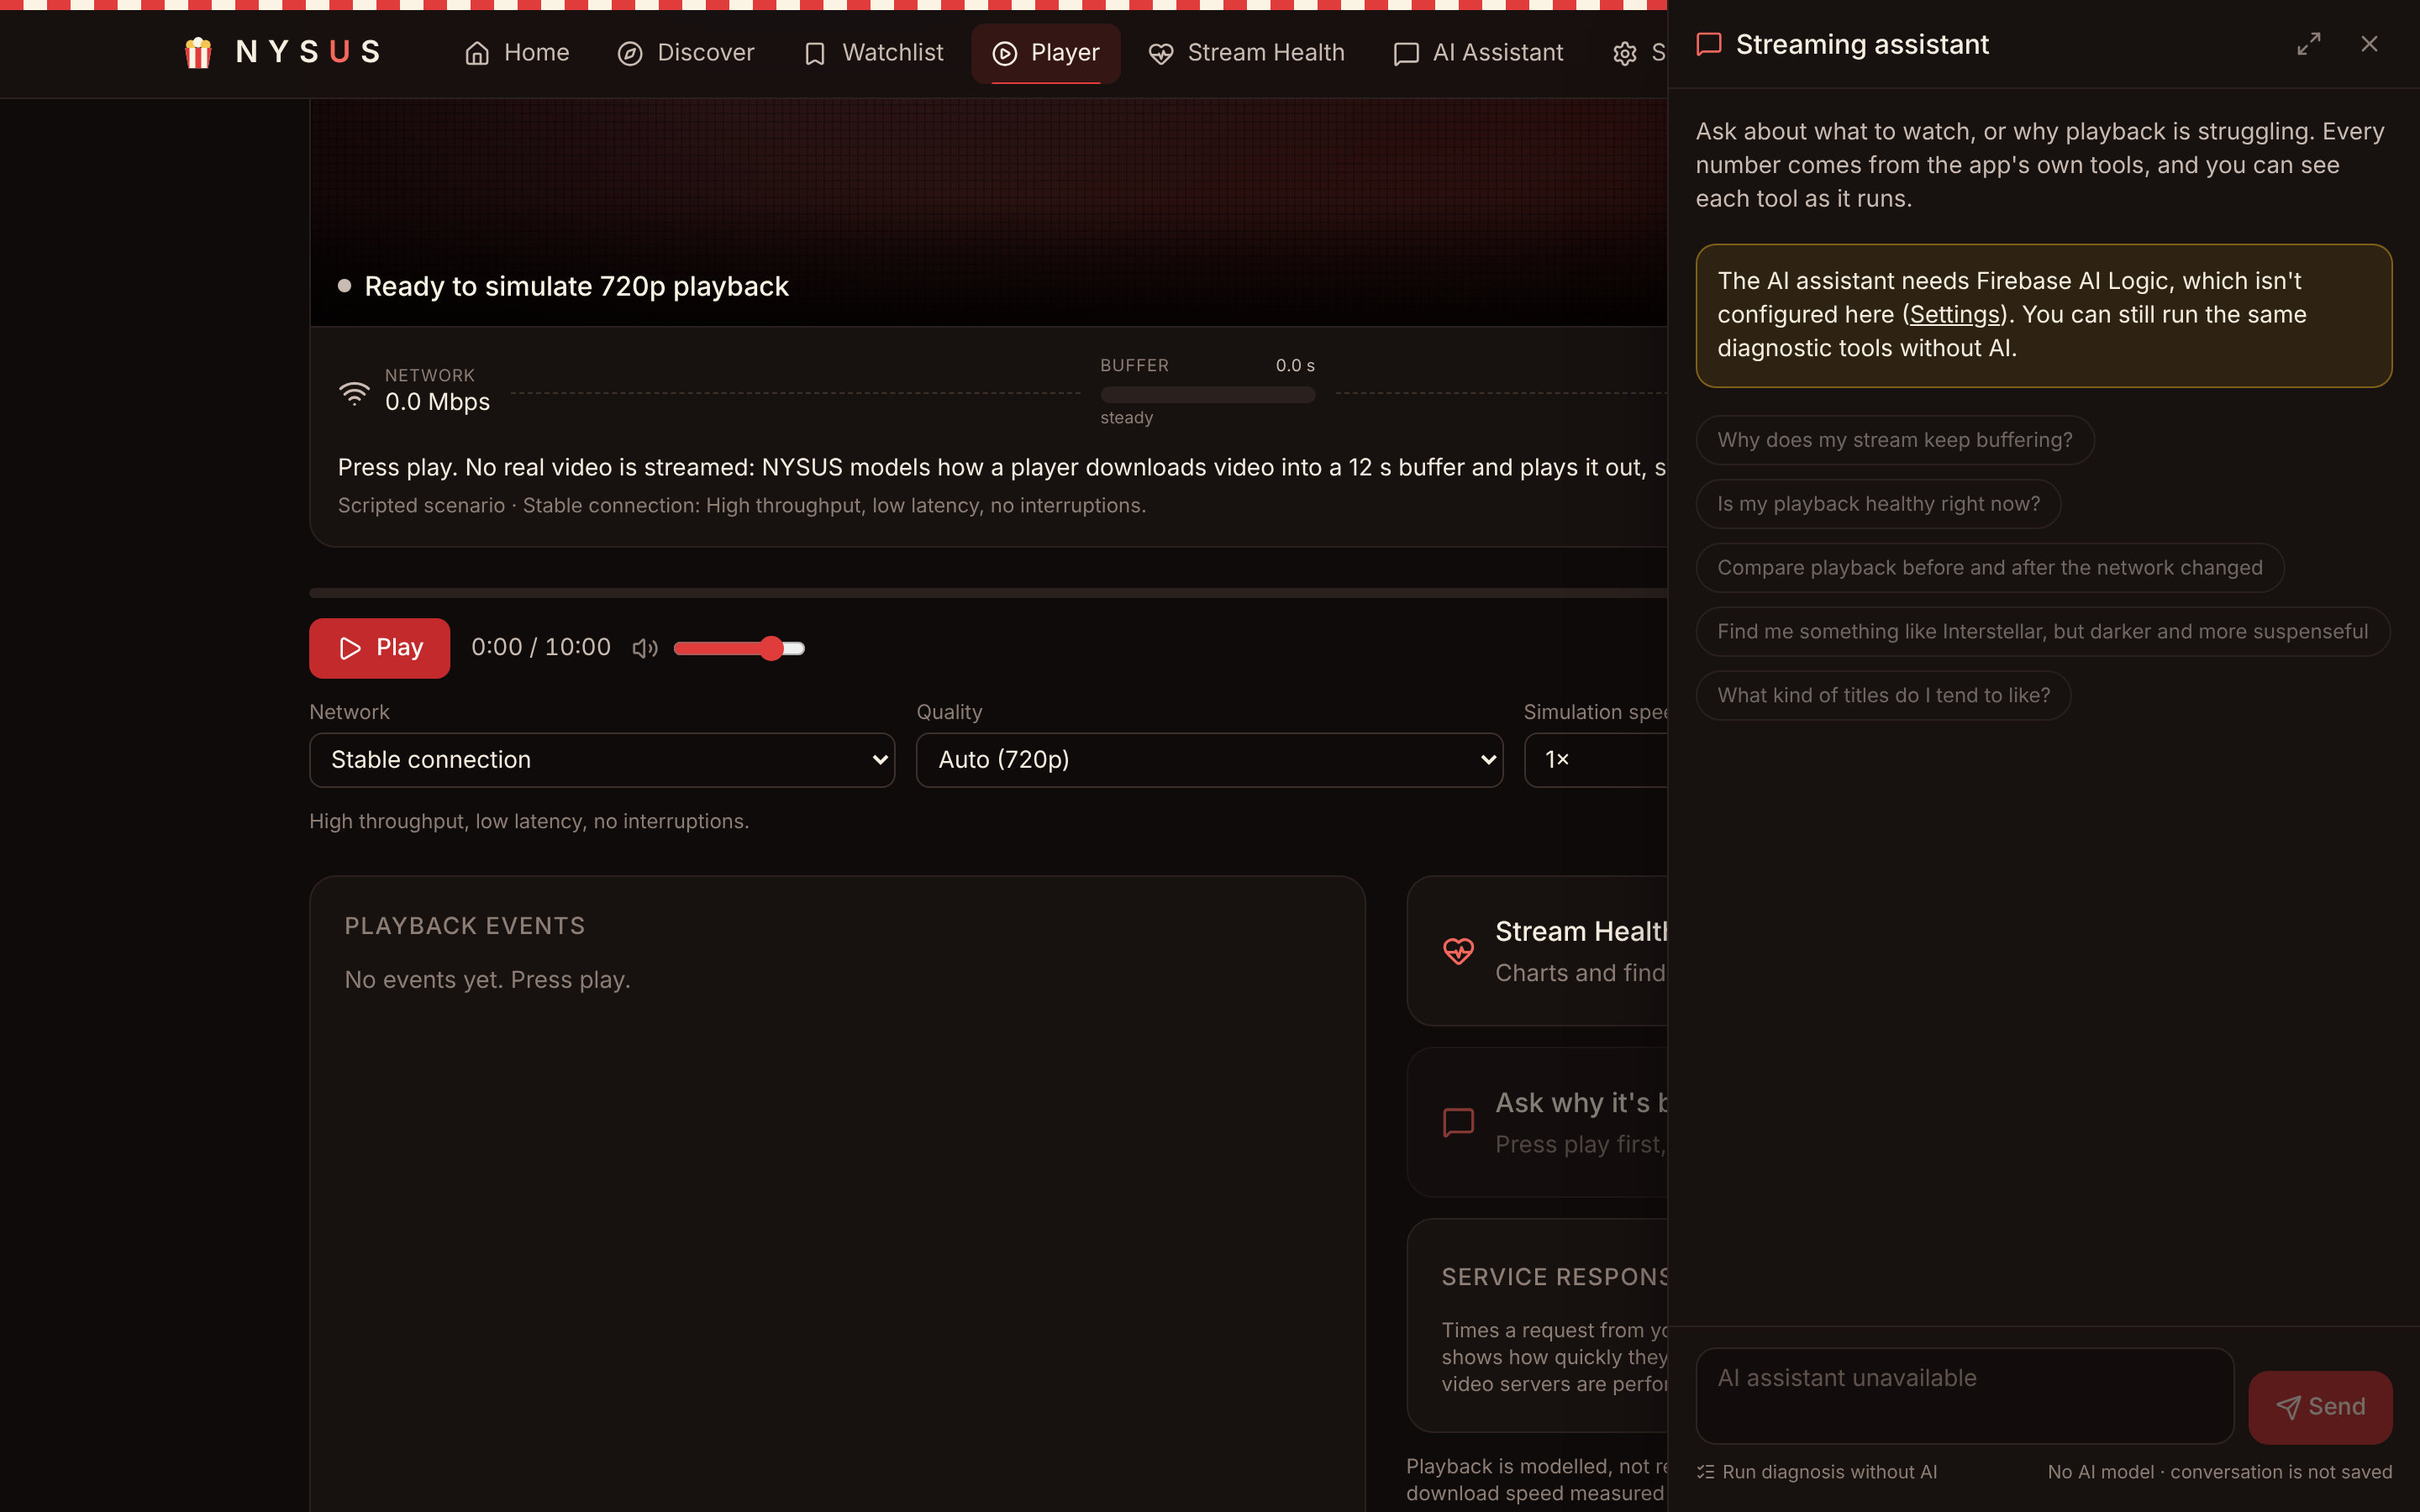 NYSUS
Home
Discover
Watchlist
Player
Stream Health
AI Assistant
S
Ready to simulate 720p playback
NETWORK
0.0 Mbps
BUFFER
0.0 s
steady
Press play. No real video is streamed: NYSUS models how a player downloads video into a 12 s buffer and plays it out, s
Scripted scenario · Stable connection: High throughput, low latency, no interruptions.
Play
0:00 / 10:00
Network
Quality
Simulation spee
Stable connection
Auto (720p)
1×
High throughput, low latency, no interruptions.
PLAYBACK EVENTS
No events yet. Press play.
Stream Health
Charts and find
Ask why it's b
Press play first,
SERVICE RESPONS
Times a request from yo
shows how quickly they
video servers are perfor
Playback is modelled, not re
download speed measured
Streaming assistant
Ask about what to watch, or why playback is struggling. Every
number comes from the app's own tools, and you can see
each tool as it runs.
The AI assistant needs Firebase AI Logic, which isn't
configured here (Settings). You can still run the same
diagnostic tools without AI.
Why does my stream keep buffering?
Is my playback healthy right now?
Compare playback before and after the network changed
Find me something like Interstellar, but darker and more suspenseful
What kind of titles do I tend to like?
AI assistant unavailable
Send
Run diagnosis without AI
No AI model · conversation is not saved